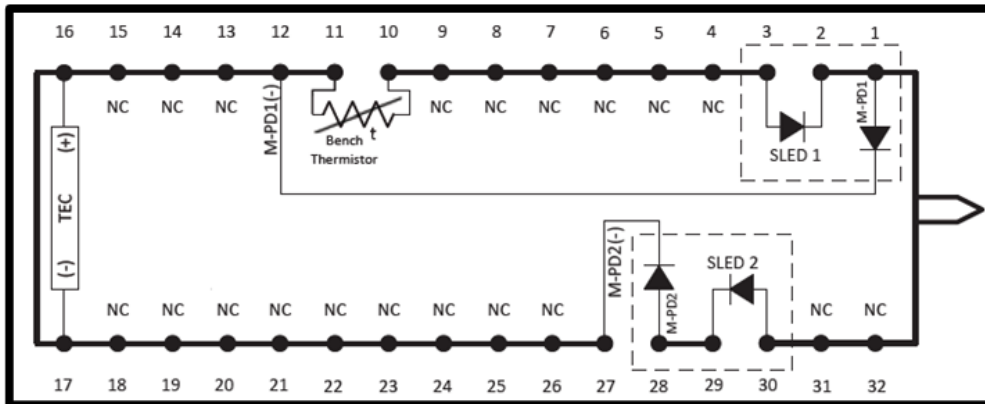 16 15 14 13 12 11 10 9 8 7 6 5 4 3 2 1
NC NC NC NC NC NC NC NC NC
M-PD1(-)
t
Bench
Thermistor
SLED 1
M-PD1
(+)
TEC
(-)
M-PD2(-)
SLED 2
M-PD2
NC NC NC NC NC NC NC NC NC NC NC
17 18 19 20 21 22 23 24 25 26 27 28 29 30 31 32